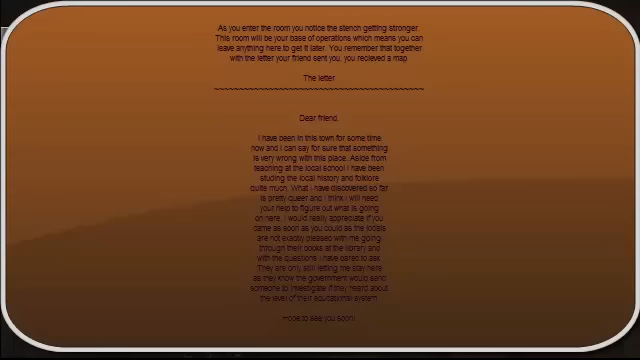 As you enter the room you notice the stench getting stronger.
This room will be your base of operations which means you can
leave anything here to get it later. You remember that together
with the letter your friend sent you, you recieved a map.
The letter
~~~~~~~~~~~~~~~~~~~~~~~~~~~~~~~~~~~~~~~~~~
Dear friend,
I have been in this town for some time
now and I can say for sure that something
is very wrong with this place. Aside from
teaching at the local school I have been
studing the local history and folklore
quite much. What I have discovered so far
is pretty queer and I think I will need
your help to figure out what is going
on here. I would really appreciate if you
came as soon as you could as the locals
are not exactly pleased with me going
through their books at the library and
with the questions I have dared to ask.
They are only still letting me stay here
as they know the government would send
someone to investigate if they heard about
the level of their educational system.
Hope to see you soon!